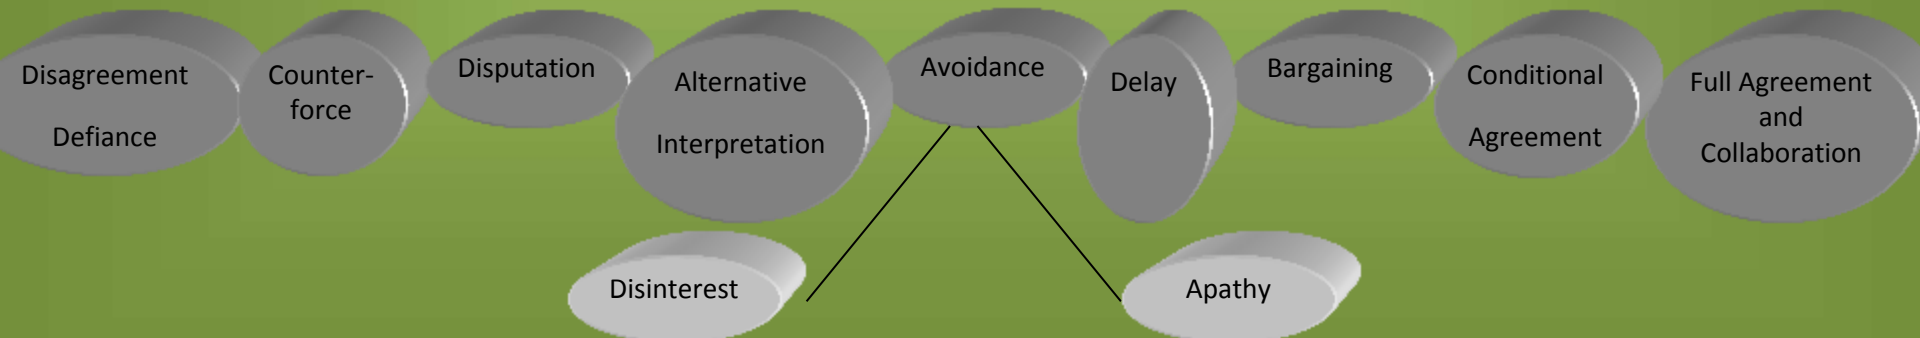 Disagreement
Defiance
Counter-
force
Disputation
Alternative
Interpretation
Avoidance
Delay
Bargaining
Conditional
Agreement
Full Agreement
and
Collaboration
Disinterest
Apathy